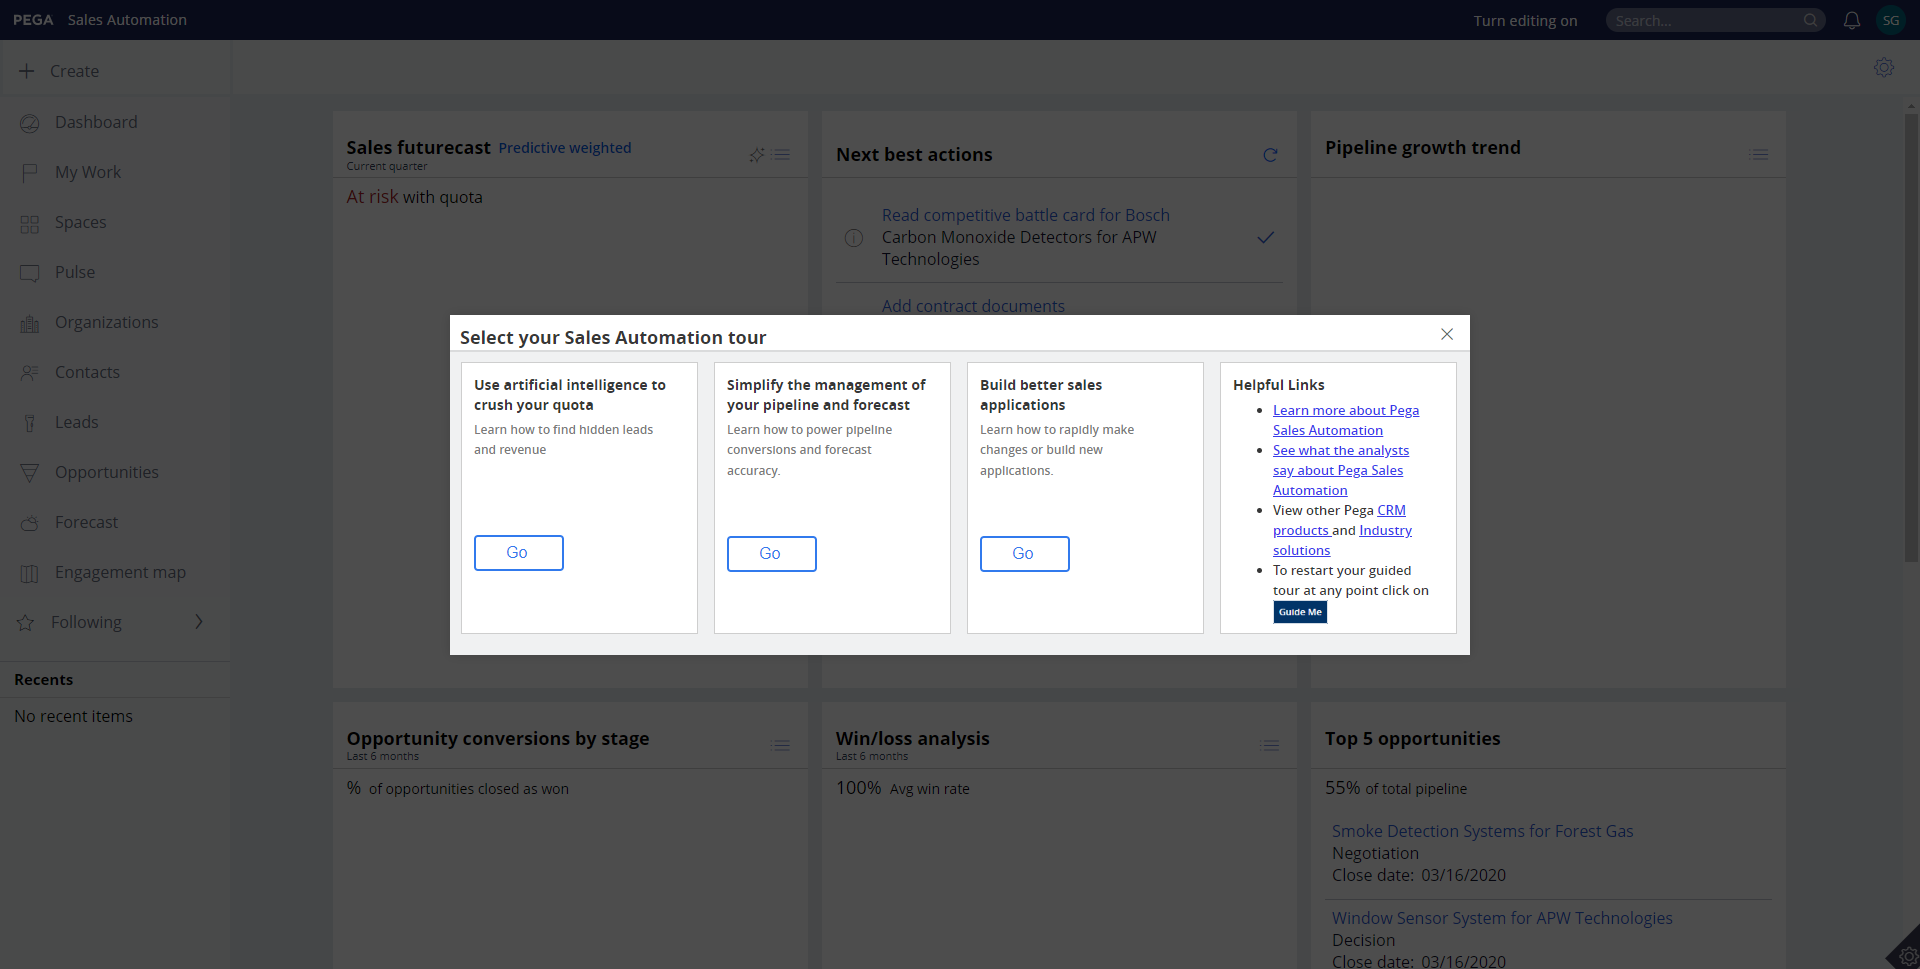 PEGA Sales Automation
Turn editing on
Search...
SG
Create
Dashboard
My Work
Spaces
Pulse
Organizations
Contacts
Leads
Opportunities
Forecast
Engagement map
Following
Recents
No recent items
Sales futurecast Predictive weighted
Current quarter
At risk with quota
Next best actions
Read competitive battle card for Bosch
Carbon Monoxide Detectors for APW
Technologies
Add contract documents
Pipeline growth trend
Select your Sales Automation tour
Use artificial intelligence to
crush your quota
Learn how to find hidden leads
and revenue
Go
Simplify the management of
your pipeline and forecast
Learn how to power pipeline
conversions and forecast
accuracy.
Go
Build better sales
applications
Learn how to rapidly make
changes or build new
applications.
Go
Helpful Links
Learn more about Pega
Sales Automation
See what the analysts
say about Pega Sales
Automation
View other Pega CRM
products and Industry
solutions
To restart your guided
tour at any point click on
Guide Me
Opportunity conversions by stage
Last 6 months
% of opportunities closed as won
Win/loss analysis
Last 6 months
100% Avg win rate
Top 5 opportunities
55% of total pipeline
Smoke Detection Systems for Forest Gas
Negotiation
Close date: 03/16/2020
Window Sensor System for APW Technologies
Decision
Close date: 03/16/2020